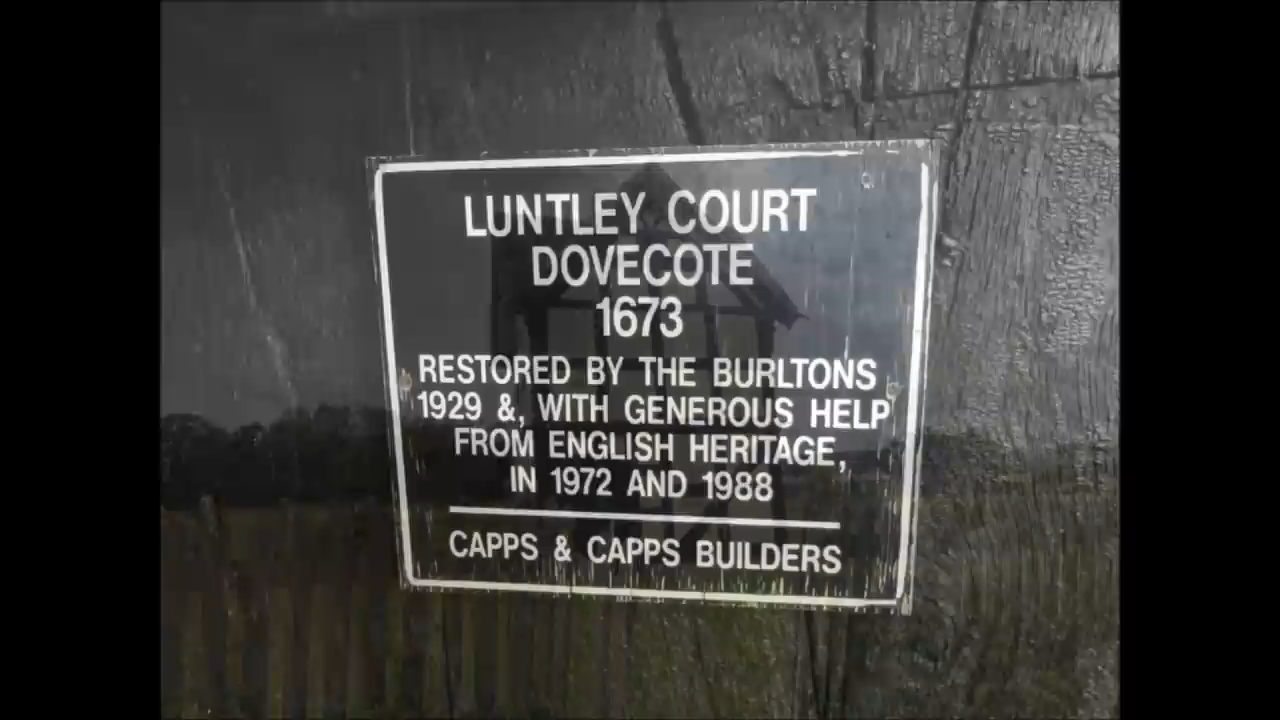 LUNTLEY COURT
DOVECOTE
1673
RESTORED BY THE BURLTONS
1929 &, WITH GENEROUS HELP
FROM ENGLISH HERITAGE,
IN 1972 AND 1988
CAPPS & CAPPS BUILDERS